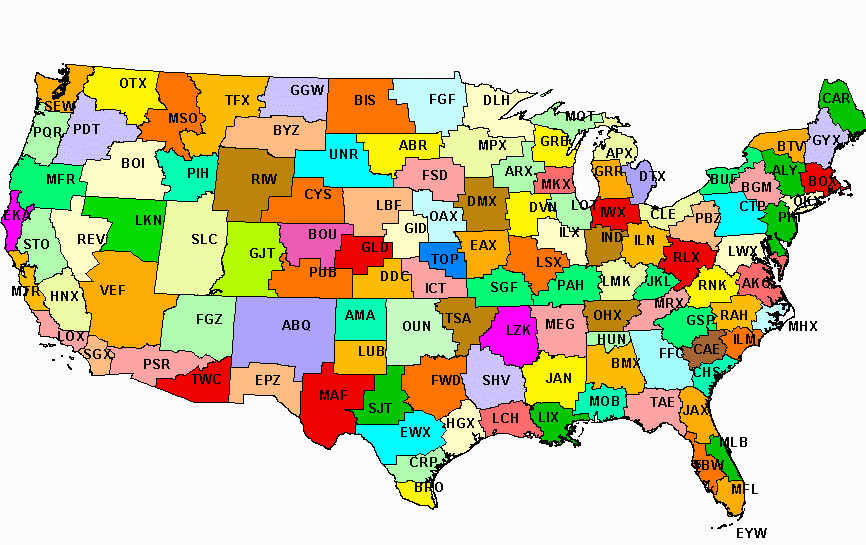 CAR
OTX
GGW
TFX
BIS
FGF
DLH
SEW
MSO
MQT
PQR
PDT
BYZ
ABR
MPX
GRB
APX
BTV
GYX
BOI
UNR
MFR
PIH
RIW
FSD
ARX
MKX
GRR
DTX
BUF
ALY
BOX
BGM
CYS
LBF
OAX
DMX
DVN
LOT
IWX
CLE
PBZ
CTP
OKX
PHI
EKA
LKN
STO
REV
SLC
GJT
BOU
GLD
GID
TOP
EAX
LSX
ILX
IND
ILN
RLX
LWX
MTR
HNX
VEF
PUB
DDC
ICT
SGF
PAH
LMK
JKL
RNK
AKQ
MRX
LOX
SGX
FGZ
ABQ
AMA
OUN
TSA
LZK
MEG
OHX
HUN
GSP
RAH
MHX
ILM
PSR
TWC
EPZ
LUB
MAF
SJT
FWD
SHV
JAN
BMX
FFC
CAE
CHS
EWX
HGX
LCH
LIX
MOB
TAE
JAX
CRP
BRO
MLB
TBW
MFL
EYW